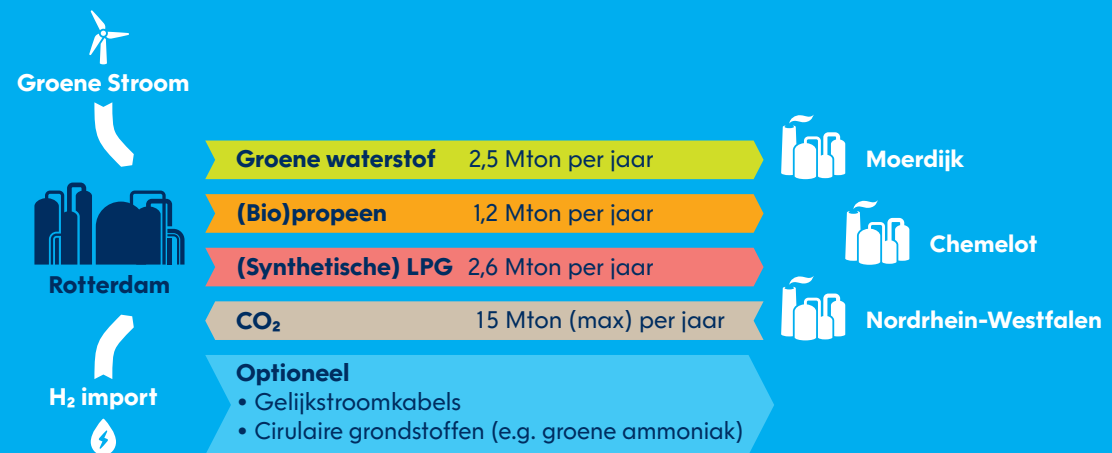 Groene Stroom
Groene waterstof 2,5 Mton per jaar
(Bio)propeen 1,2 Mton per jaar
(Synthetische) LPG 2,6 Mton per jaar
CO₂ 15 Mton (max) per jaar
Optioneel
• Gelijkstroomkabels
• Cirulaire grondstoffen (e.g. groene ammoniak)
Rotterdam
H₂ import
Moerdijk
Chemelot
Nordrhein-Westfalen